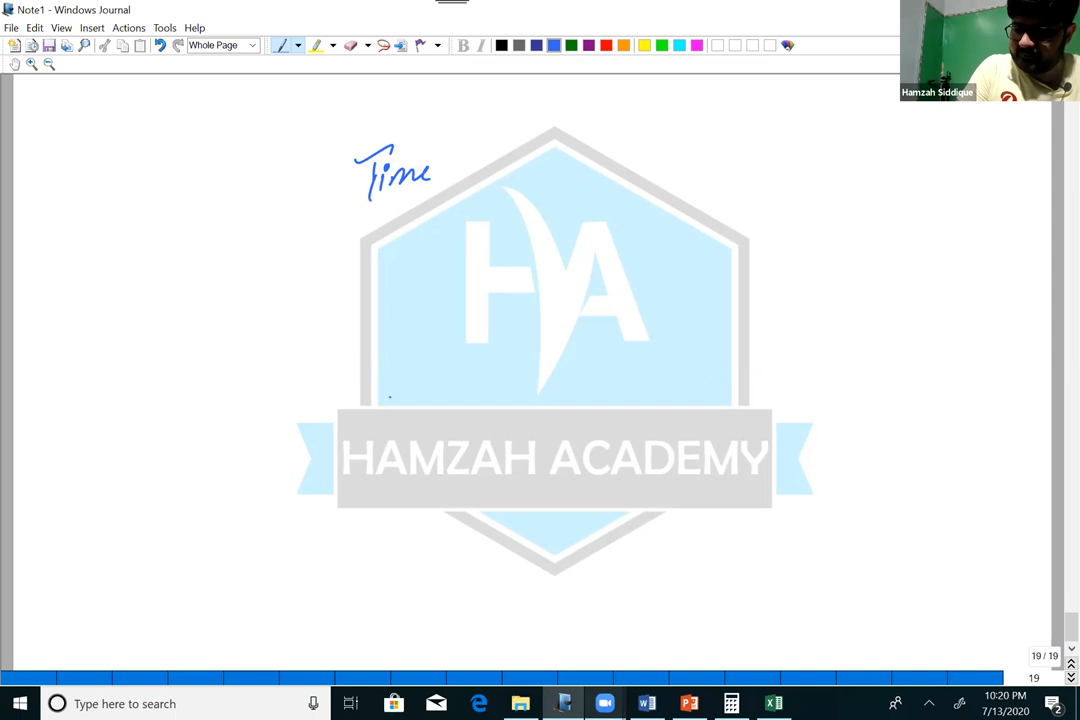 Note1 - Windows Journal
File Edit View Insert Actions Tools Help
Whole Page
B I
Hamzah Siddique
Time
HA
HAMZAH ACADEMY
19 / 19
19
Type here to search
10:20 PM
7/13/2020
2